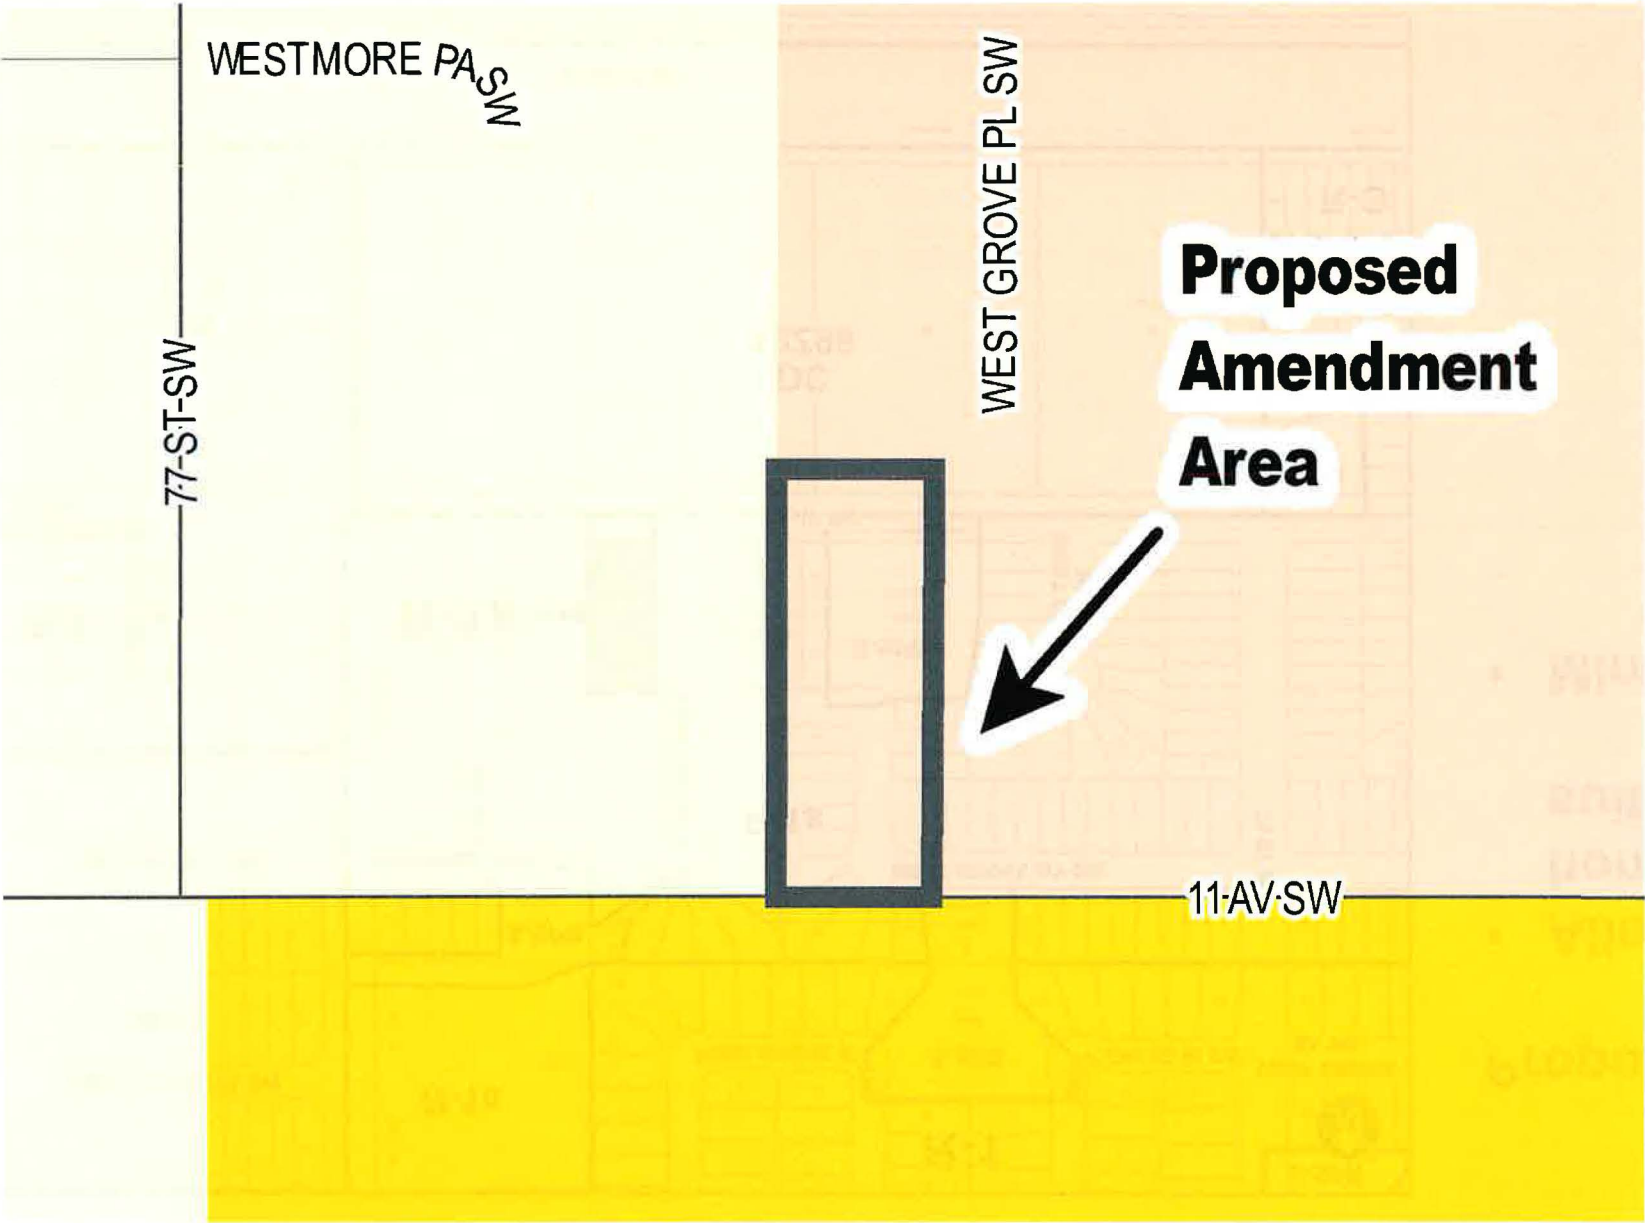 WESTMORE PA SW
WEST GROVE PL SW
77 ST SW
Proposed
Amendment
Area
11 AV SW